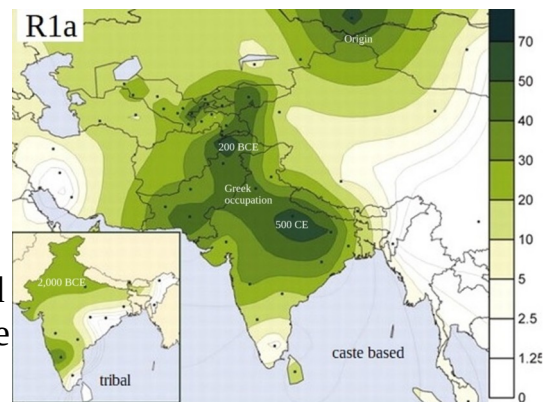 R1a
Origin
70
60
50
40
30
20
10
5
2.5
1.25
0
200 BCE
Greek
occupation
500 CE
2,000 BCE
tribal
caste based